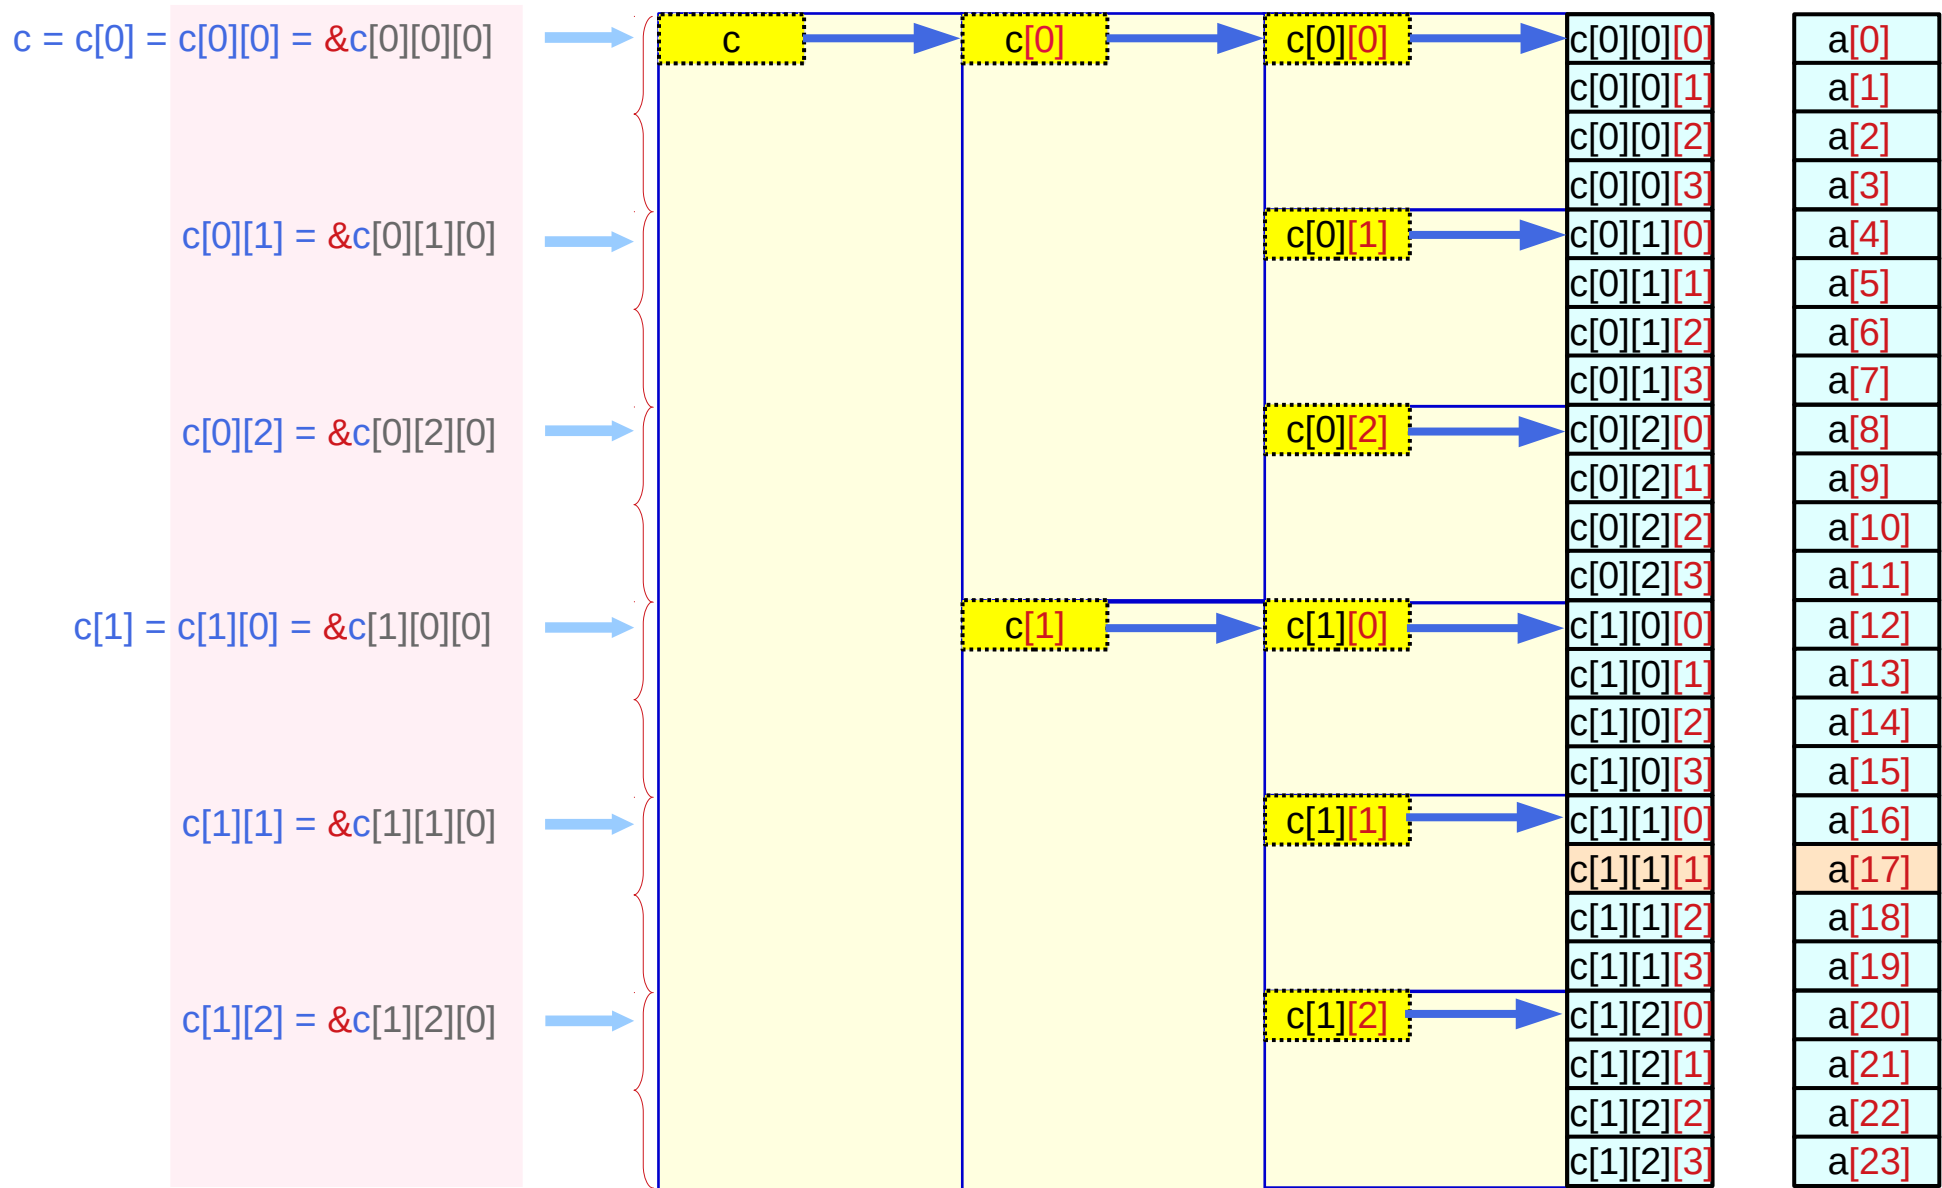 c = c[0] = c[0][0] = &c[0][0][0] c c[0] c[0][0] c[0][0][0] a[0]
c[0][0][1] a[1]
c[0][0][2] a[2]
c[0][0][3] a[3]
c[0][1] = &c[0][1][0] c[0][1] c[0][1][0] a[4]
c[0][1][1] a[5]
c[0][1][2] a[6]
c[0][1][3] a[7]
c[0][2] = &c[0][2][0] c[0][2] c[0][2][0] a[8]
c[0][2][1] a[9]
c[0][2][2] a[10]
c[0][2][3] a[11]
c[1] = c[1][0] = &c[1][0][0] c[1] c[1][0] c[1][0][0] a[12]
c[1][0][1] a[13]
c[1][0][2] a[14]
c[1][0][3] a[15]
c[1][1] = &c[1][1][0] c[1][1] c[1][1][0] a[16]
c[1][1][1] a[17]
c[1][1][2] a[18]
c[1][1][3] a[19]
c[1][2] = &c[1][2][0] c[1][2] c[1][2][0] a[20]
c[1][2][1] a[21]
c[1][2][2] a[22]
c[1][2][3] a[23]